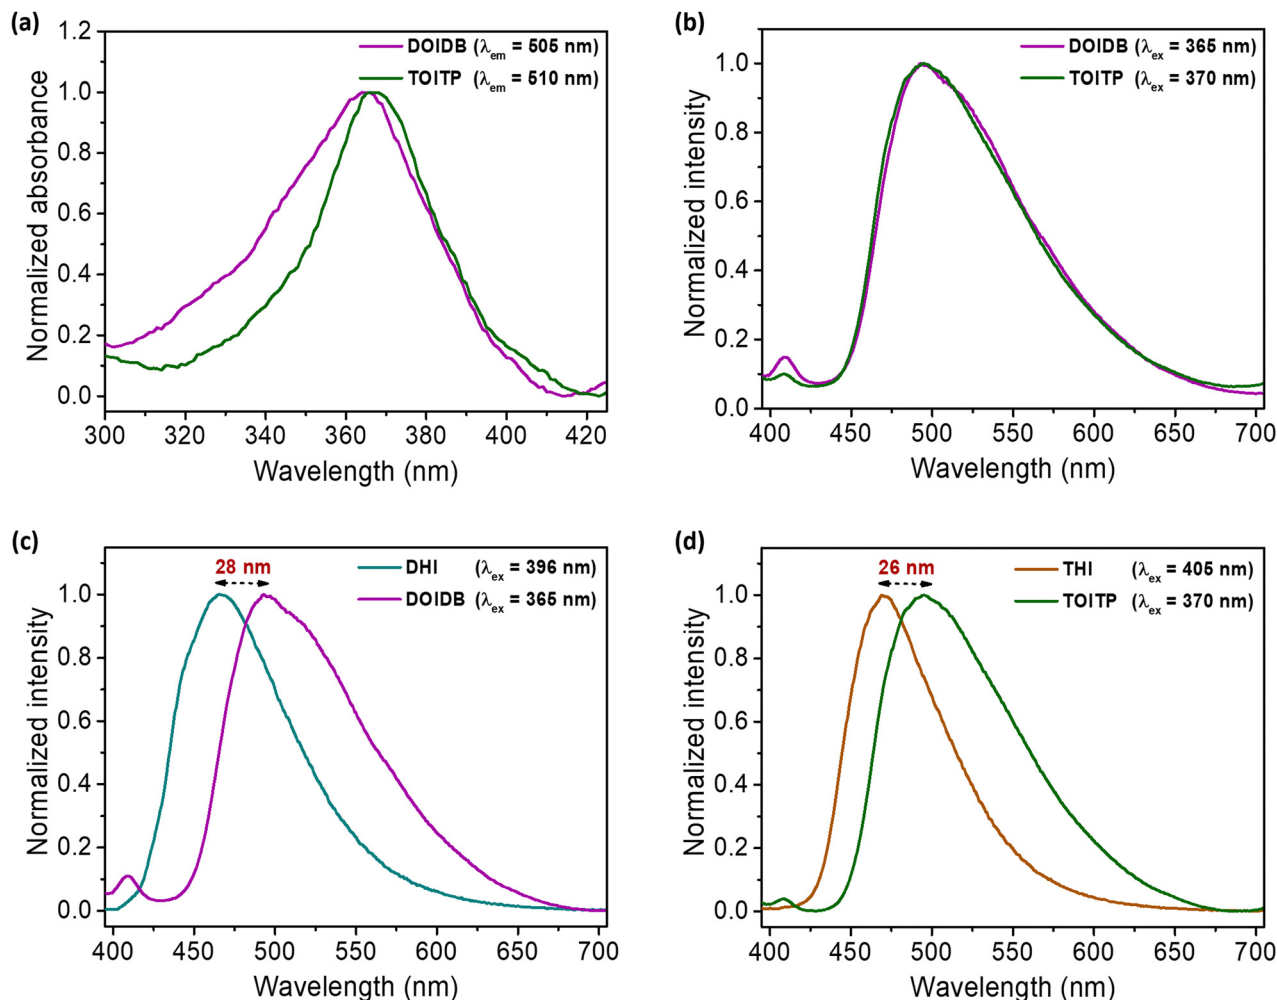 (a)
1.2
1.0
0.8
0.6
0.4
0.2
0.0
Normalized absorbance
DOIDB (λem = 505 nm)
TOITP (λem = 510 nm)
300 320 340 360 380 400 420
Wavelength (nm)
(b)
1.0
0.8
0.6
0.4
0.2
0.0
Normalized intensity
DOIDB (λex = 365 nm)
TOITP (λex = 370 nm)
400 450 500 550 600 650 700
Wavelength (nm)
(c)
1.0
0.8
0.6
0.4
0.2
0.0
Normalized intensity
28 nm
DHI (λex = 396 nm)
DOIDB (λex = 365 nm)
400 450 500 550 600 650 700
Wavelength (nm)
(d)
1.0
0.8
0.6
0.4
0.2
0.0
Normalized intensity
26 nm
THI (λex = 405 nm)
TOITP (λex = 370 nm)
400 450 500 550 600 650 700
Wavelength (nm)